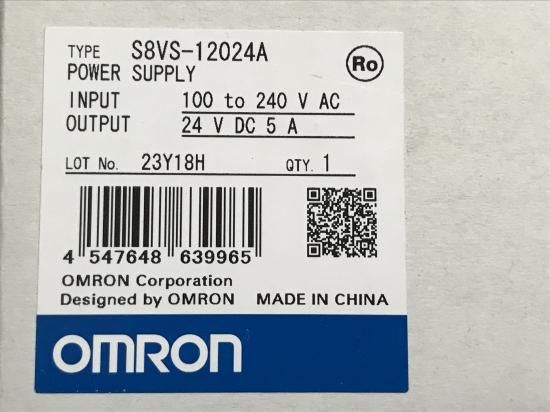 TYPE S8VS-12024A
POWER SUPPLY
Ro
INPUT 100 to 240 V AC
OUTPUT 24 V DC 5 A
LOT No. 23Y18H QTY. 1
4 547648 639965
OMRON Corporation
Designed by OMRON MADE IN CHINA
OMRON